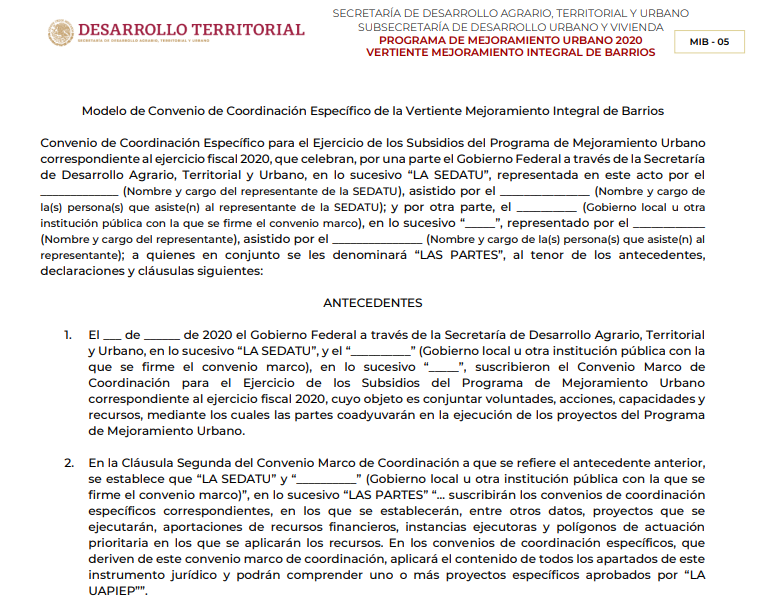 DESARROLLO TERRITORIAL
SECRETARÍA DE DESARROLLO AGRARIO, TERRITORIAL Y URBANO
SECRETARÍA DE DESARROLLO AGRARIO, TERRITORIAL Y URBANO
SUBSECRETARÍA DE DESARROLLO URBANO Y VIVIENDA
PROGRAMA DE MEJORAMIENTO URBANO 2020
VERTIENTE MEJORAMIENTO INTEGRAL DE BARRIOS
MIB - 05
Modelo de Convenio de Coordinación Específico de la Vertiente Mejoramiento Integral de Barrios
Convenio de Coordinación Específico para el Ejercicio de los Subsidios del Programa de Mejoramiento Urbano
correspondiente al ejercicio fiscal 2020, que celebran, por una parte el Gobierno Federal a través de la Secretaría
de Desarrollo Agrario, Territorial y Urbano, en lo sucesivo “LA SEDATU”, representada en este acto por el
_____________ (Nombre y cargo del representante de la SEDATU), asistido por el _______________ (Nombre y cargo de
la(s) persona(s) que asiste(n) al representante de la SEDATU); y por otra parte, el __________ (Gobierno local u otra
institución pública con la que se firme el convenio marco), en lo sucesivo “_____”, representado por el ____________
(Nombre y cargo del representante), asistido por el _______________ (Nombre y cargo de la(s) persona(s) que asiste(n) al
representante); a quienes en conjunto se les denominará “LAS PARTES”, al tenor de los antecedentes,
declaraciones y cláusulas siguientes:
ANTECEDENTES
1. El ___ de ______ de 2020 el Gobierno Federal a través de la Secretaría de Desarrollo Agrario, Territorial
y Urbano, en lo sucesivo “LA SEDATU”, y el “__________” (Gobierno local u otra institución pública con la
que se firme el convenio marco), en lo sucesivo “_____”, suscribieron el Convenio Marco de
Coordinación para el Ejercicio de los Subsidios del Programa de Mejoramiento Urbano
correspondiente al ejercicio fiscal 2020, cuyo objeto es conjuntar voluntades, acciones, capacidades y
recursos, mediante los cuales las partes coadyuvarán en la ejecución de los proyectos del Programa
de Mejoramiento Urbano.
2. En la Cláusula Segunda del Convenio Marco de Coordinación a que se refiere el antecedente anterior,
se establece que “LA SEDATU” y “__________” (Gobierno local u otra institución pública con la que se
firme el convenio marco)”, en lo sucesivo “LAS PARTES” “... suscribirán los convenios de coordinación
específicos correspondientes, en los que se establecerán, entre otros datos, proyectos que se
ejecutarán, aportaciones de recursos financieros, instancias ejecutoras y polígonos de actuación
prioritaria en los que se aplicarán los recursos. En los convenios de coordinación específicos, que
deriven de este convenio marco de coordinación, aplicará el contenido de todos los apartados de este
instrumento jurídico y podrán comprender uno o más proyectos específicos aprobados por “LA
UAPIEP””.